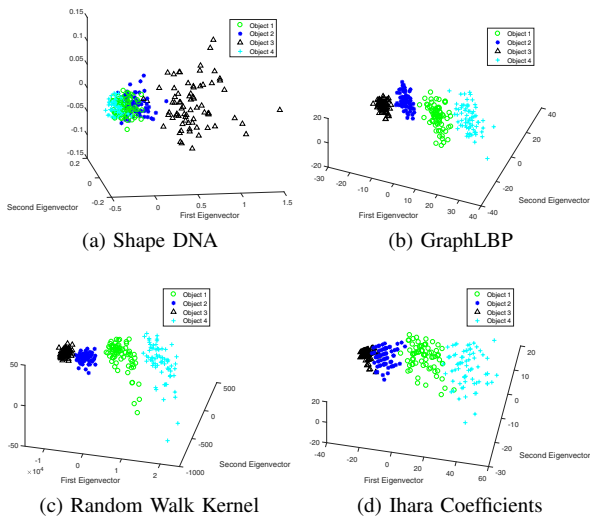 0.15
0.1
0.05
0
-0.05
-0.1
-0.15
0.2
0
-0.2
-0.5
0
0.5
1
1.5
Second Eigenvector
First Eigenvector
Object 1
Object 2
Object 3
Object 4
(a) Shape DNA
20
0
-20
-30
-20
-10
0
10
20
30
40
-40
-20
0
20
40
First Eigenvector
Second Eigenvector
Object 1
Object 2
Object 3
Object 4
(b) GraphLBP
50
0
-50
-1
0
1
2
×10⁴
-1000
-500
0
500
First Eigenvector
Second Eigenvector
Object 1
Object 2
Object 3
Object 4
(c) Random Walk Kernel
20
0
-20
-40
-20
0
20
40
60
-30
-20
-10
0
10
20
First Eigenvector
Second Eigenvector
Object 1
Object 2
Object 3
Object 4
(d) Ihara Coefficients